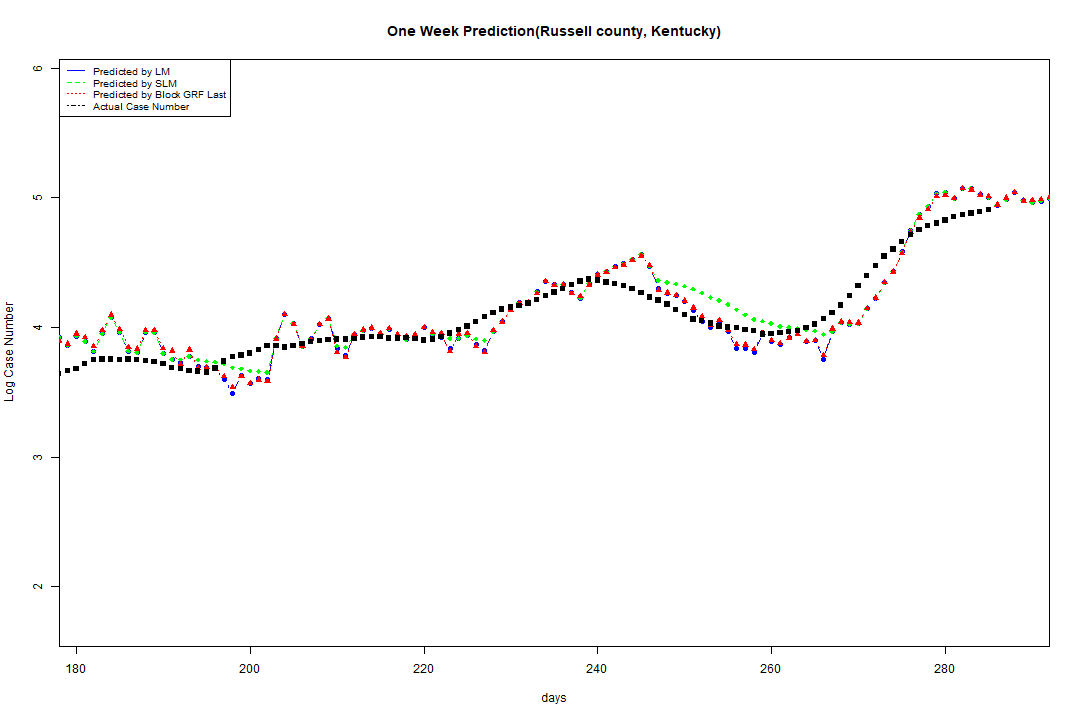 One Week Prediction(Russell county, Kentucky)
Predicted by LM
Predicted by SLM
Predicted by Block GRF Last
Actual Case Number
6
5
4
3
2
Log Case Number
180 200 220 240 260 280
days